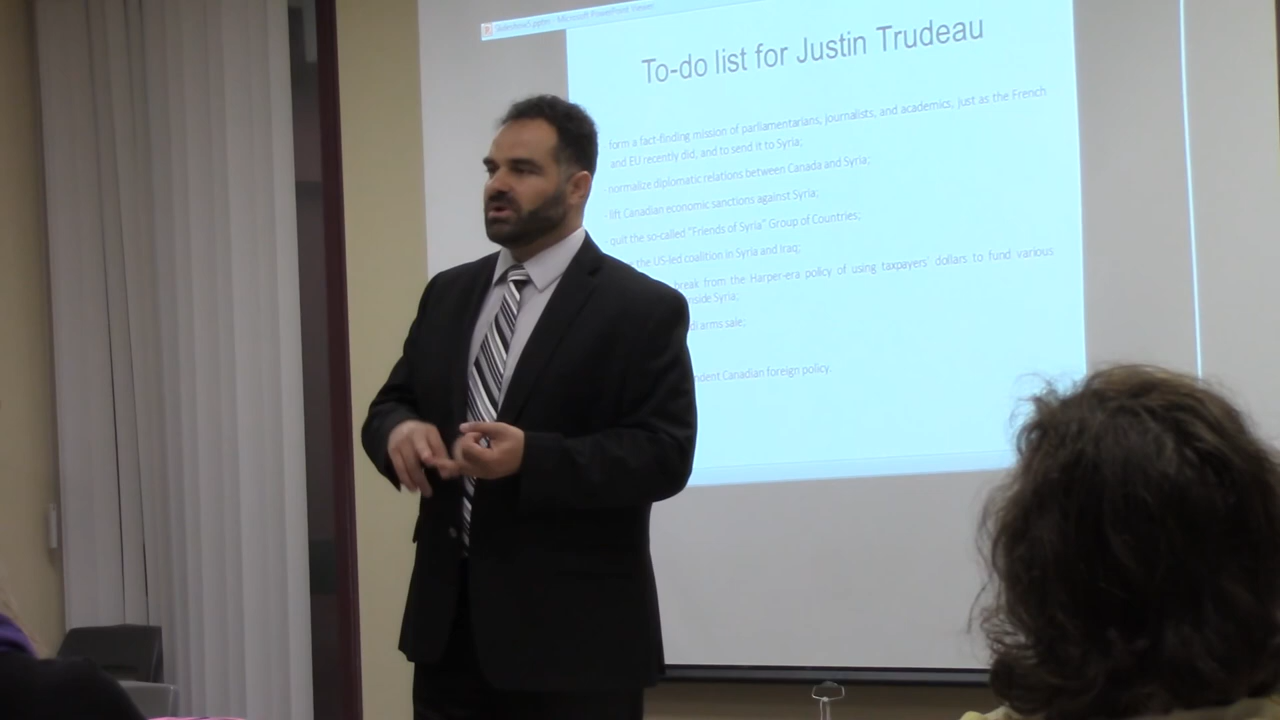 Slideshow5.pptm - Microsoft PowerPoint Viewer
To-do list for Justin Trudeau
- form a fact-finding mission of parliamentarians, journalists, and academics, just as the French
and EU recently did, and to send it to Syria;
- normalize diplomatic relations between Canada and Syria;
- lift Canadian economic sanctions against Syria;
- quit the so-called "Friends of Syria" Group of Countries;
the US-led coalition in Syria and Iraq;
break from the Harper-era policy of using taxpayers' dollars to fund various
inside Syria;
arms sale;
Canadian foreign policy.